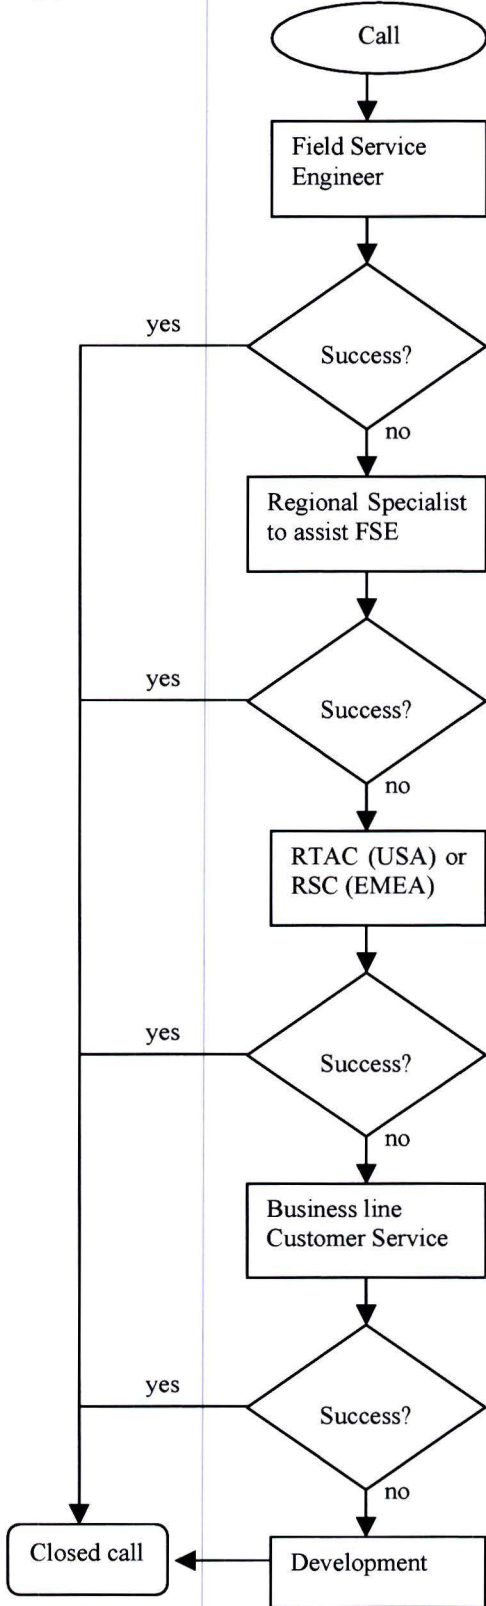 Call
Field Service
Engineer
yes
Success?
no
Regional Specialist
to assist FSE
yes
Success?
no
RTAC (USA) or
RSC (EMEA)
yes
Success?
no
Business line
Customer Service
yes
Success?
no
Closed call
Development